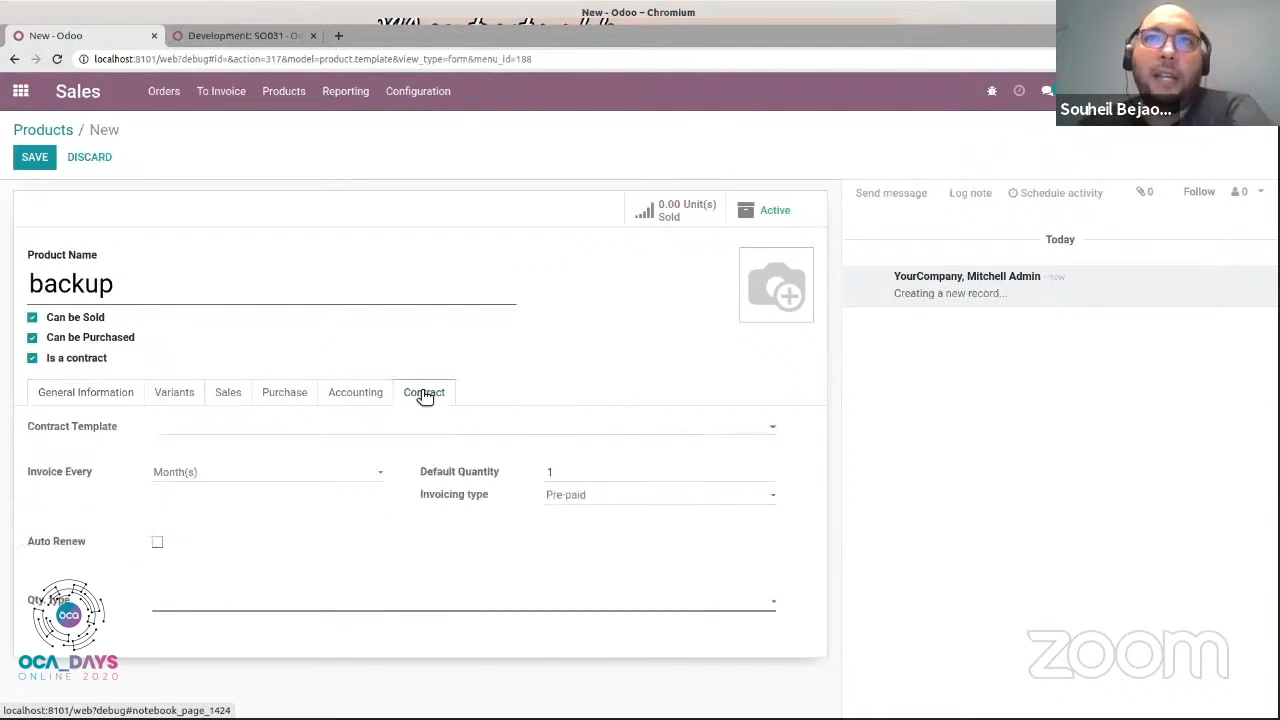 New - Odoo – Chromium
New - Odoo
Development: SO031 - O
localhost:8101/web?debug#id=&action=317&model=product.template&view_type=form&menu_id=188
Sales
Orders
To Invoice
Products
Reporting
Configuration
Souheil Bejao...
Products / New
SAVE
DISCARD
Send message
Log note
Schedule activity
0
Follow
0
0.00 Unit(s)
Sold
Active
Today
Product Name
backup
YourCompany, Mitchell Admin - now
Creating a new record...
Can be Sold
Can be Purchased
Is a contract
General Information
Variants
Sales
Purchase
Accounting
Contract
Contract Template
Invoice Every
Month(s)
Default Quantity
1
Invoicing type
Pre-paid
Auto Renew
Qty. type
oca
OCA_DAYS
ONLINE 2020
zoom
localhost:8101/web?debug#notebook_page_1424